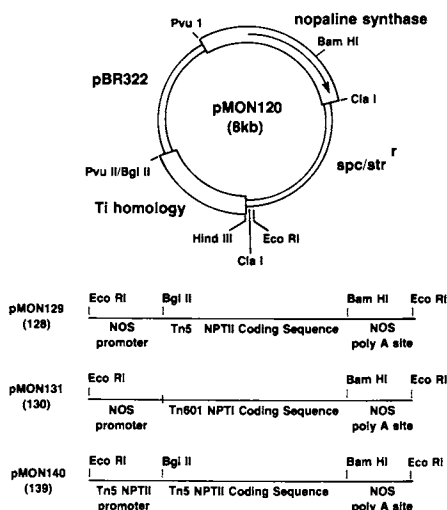 nopaline synthase
Pvu 1
Bam HI
pBR322
pMON120
(8kb)
Cla I
Pvu II/Bgl II
spc/str r
Ti homology
Hind III
Eco RI
Cla I
pMON129
(128)
Eco RI
Bgl II
Bam HI
Eco RI
NOS
promoter
Tn5 NPTII Coding Sequence
NOS
poly A site
pMON131
(130)
Eco RI
Bam HI
Eco RI
NOS
promoter
Tn601 NPTI Coding Sequence
NOS
poly A site
pMON140
(139)
Eco RI
Bgl II
Bam HI
Eco RI
Tn5 NPTII
promoter
Tn5 NPTII Coding Sequence
NOS
poly A site